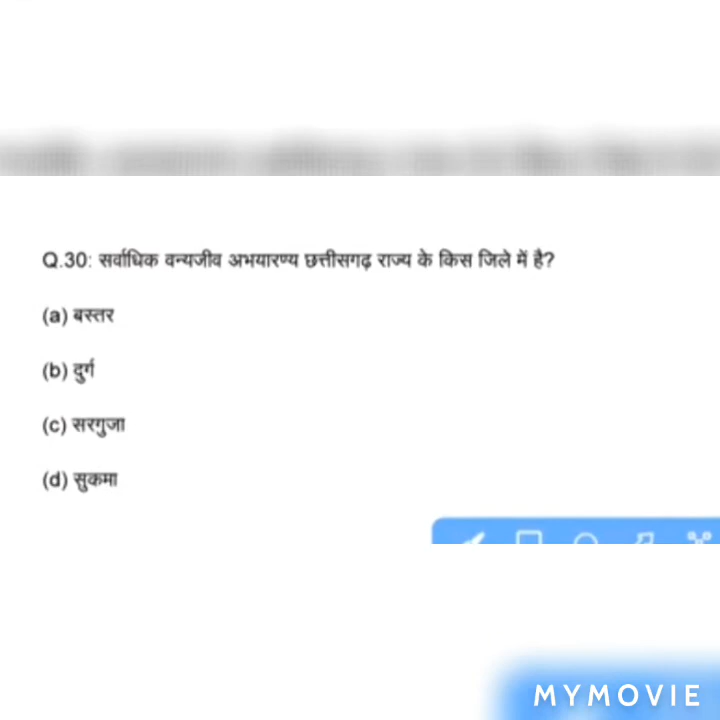 Q.30: सर्वाधिक वन्यजीव अभयारण्य छत्तीसगढ़ राज्य के किस जिले में है?
(a) बस्तर
(b) दुर्ग
(c) सरगुजा
(d) सुकमा
MYMOVIE